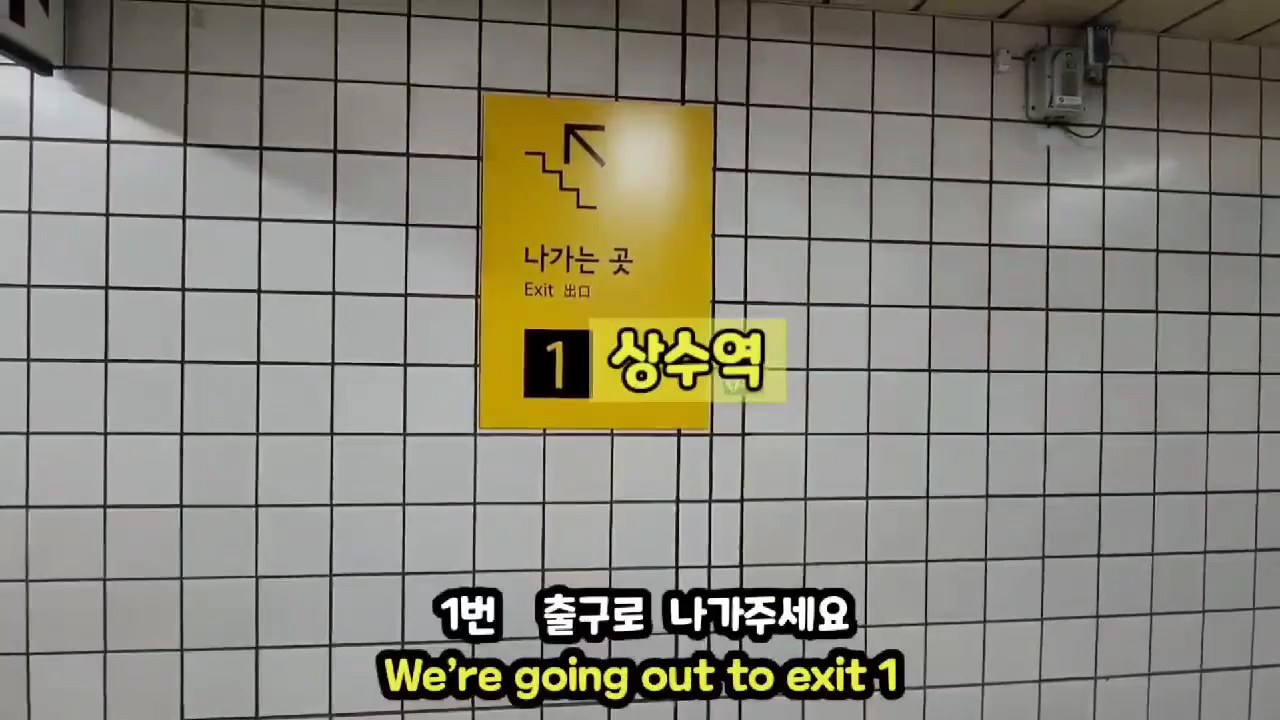 나가는 곳
Exit 出口
1 상수역
1번 출구로 나가주세요
We're going out to exit 1